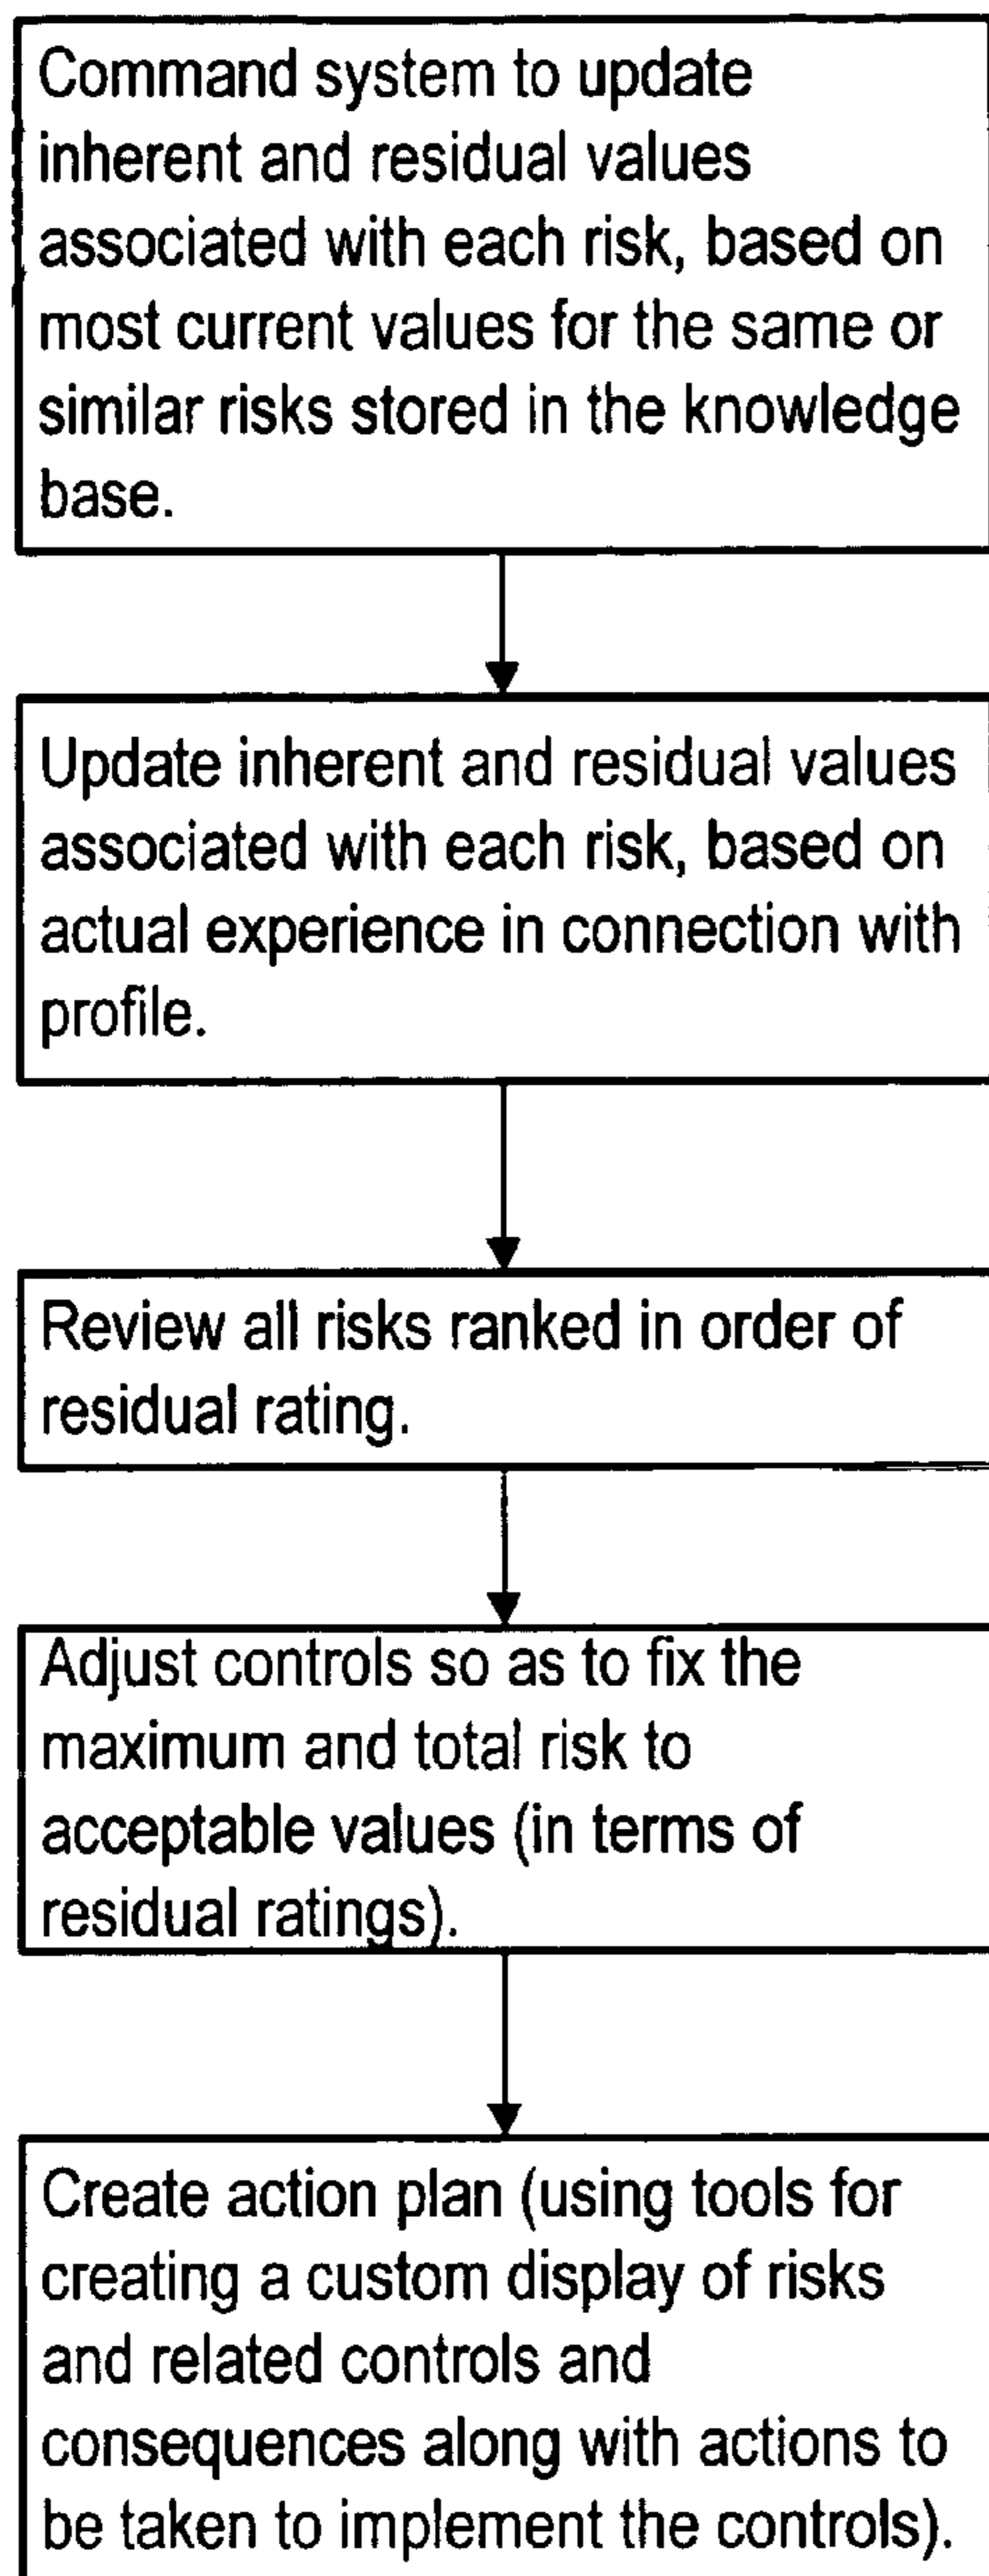 Command system to update
inherent and residual values
associated with each risk, based on
most current values for the same or
similar risks stored in the knowledge
base.
Update inherent and residual values
associated with each risk, based on
actual experience in connection with
profile.
Review all risks ranked in order of
residual rating.
Adjust controls so as to fix the
maximum and total risk to
acceptable values (in terms of
residual ratings).
Create action plan (using tools for
creating a custom display of risks
and related controls and
consequences along with actions to
be taken to implement the controls).